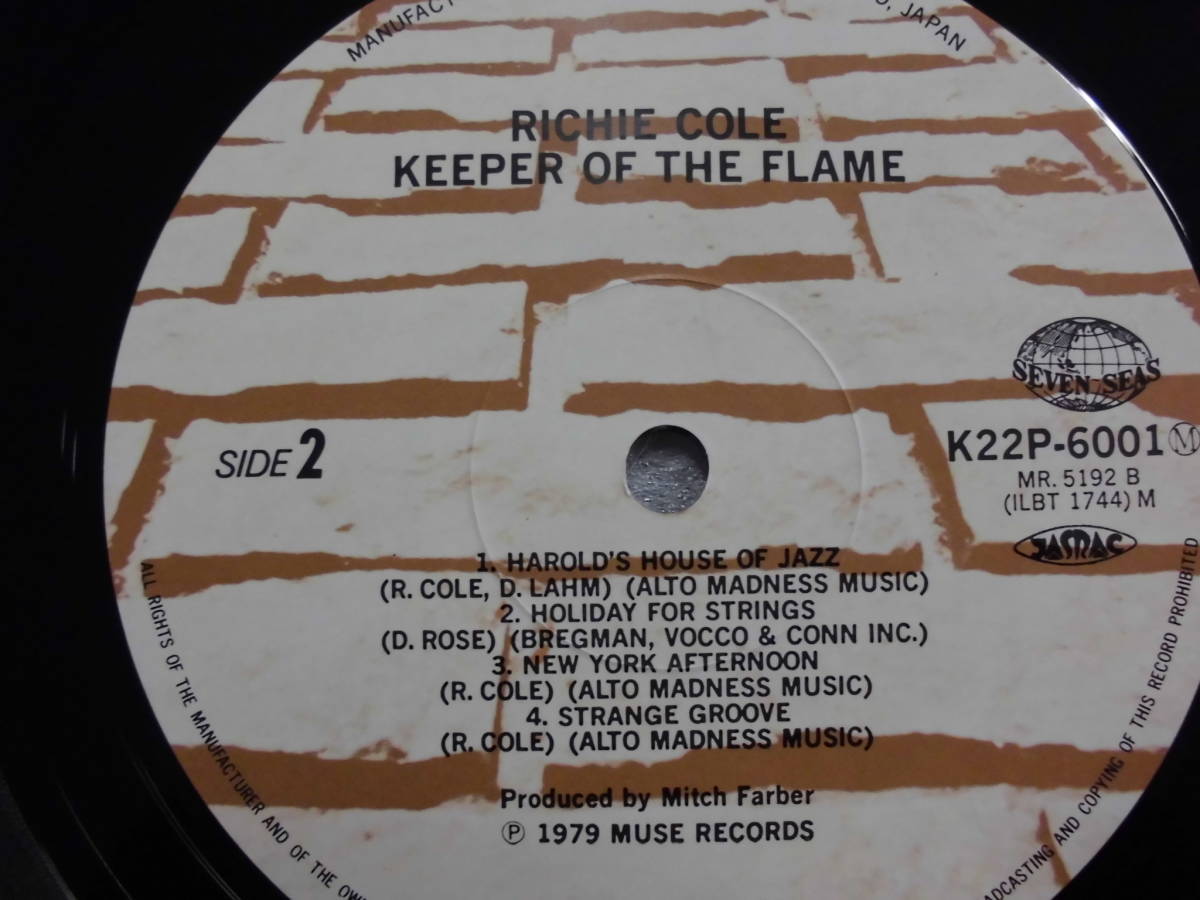 MANUFAC
O, JAPAN
RICHIE COLE
KEEPER OF THE FLAME
SEVEN SEAS
SIDE 2
K22P-6001 Ⓜ
MR. 5192 B
(ILBT 1744) M
JASRAC
1. HAROLD'S HOUSE OF JAZZ
(R. COLE, D. LAHM) (ALTO MADNESS MUSIC)
2. HOLIDAY FOR STRINGS
(D. ROSE) (BREGMAN, VOCCO & CONN INC.)
3. NEW YORK AFTERNOON
(R. COLE) (ALTO MADNESS MUSIC)
4. STRANGE GROOVE
(R. COLE) (ALTO MADNESS MUSIC)
Produced by Mitch Farber
℗ 1979 MUSE RECORDS
ALL RIGHTS OF THE MANUFACTURER AND OF THE OW
ADCASTING AND COPYING OF THIS RECORD PROHIBITED